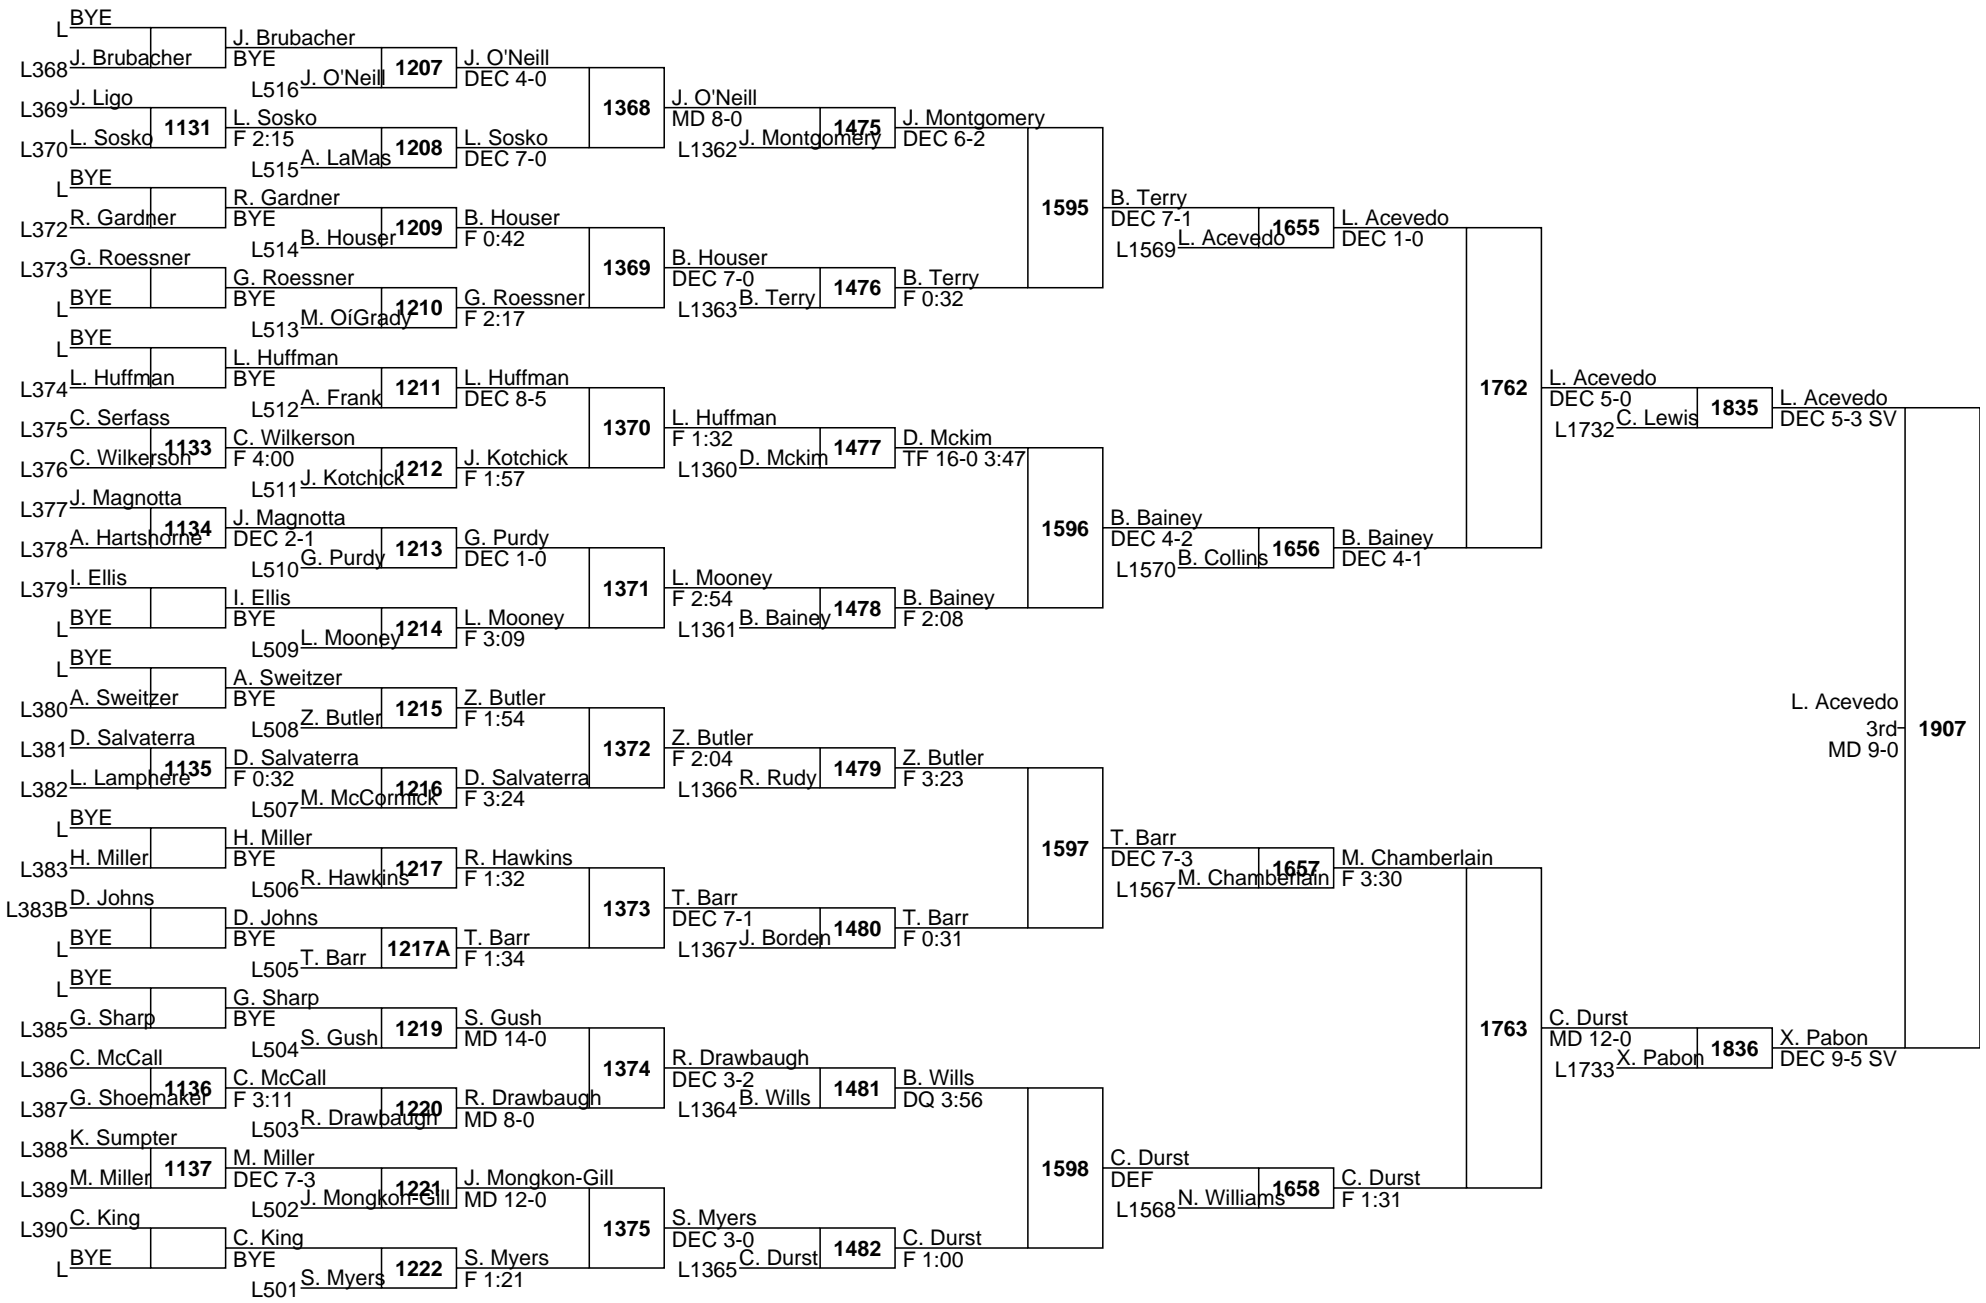 BYE
L
J. Brubacher
J. Brubacher
L368
BYE
1207
J. O'Neill
L516
J. O'Neill
DEC 4-0
J. Ligo
L369
1368
J. O'Neill
1131
L. Sosko
MD 8-0
1475
J. Montgomery
L. Sosko
L370
F 2:15
1208
L. Sosko
L1362
J. Montgomery
DEC 6-2
L515
A. LaMas
DEC 7-0
BYE
L
R. Gardner
1595
B. Terry
R. Gardner
L372
BYE
1209
B. Houser
DEC 7-1
1655
L. Acevedo
L514
B. Houser
F 0:42
L1569
L. Acevedo
DEC 1-0
G. Roessner
L373
1369
B. Houser
G. Roessner
DEC 7-0
1476
B. Terry
BYE
L
BYE
1210
G. Roessner
L1363
B. Terry
F 0:32
L513
M. OíGrady
F 2:17
BYE
L
L. Huffman
L. Huffman
L374
BYE
1211
L. Huffman
1762
L. Acevedo
L512
A. Frank
DEC 8-5
DEC 5-0
1835
L. Acevedo
L1732
C. Lewis
DEC 5-3 SV
C. Serfass
L375
1370
L. Huffman
1133
C. Wilkerson
F 1:32
1477
D. Mckim
C. Wilkerson
L376
F 4:00
1212
J. Kotchick
L1360
D. Mckim
TF 16-0 3:47
L511
J. Kotchick
F 1:57
J. Magnotta
L377
1134
J. Magnotta
1596
B. Bainey
A. Hartshorne
L378
DEC 2-1
1213
G. Purdy
DEC 4-2
1656
B. Bainey
L510
G. Purdy
DEC 1-0
L1570
B. Collins
DEC 4-1
I. Ellis
L379
1371
L. Mooney
I. Ellis
F 2:54
1478
B. Bainey
BYE
L
BYE
1214
L. Mooney
L1361
B. Bainey
F 2:08
L509
L. Mooney
F 3:09
BYE
L
A. Sweitzer
A. Sweitzer
L380
BYE
1215
Z. Butler
L. Acevedo
L508
Z. Butler
F 1:54
3rd
1907
MD 9-0
D. Salvaterra
L381
1372
Z. Butler
1135
D. Salvaterra
F 2:04
1479
Z. Butler
L. Lamphere
L382
F 0:32
1216
D. Salvaterra
L1366
R. Rudy
F 3:23
L507
M. McCormick
F 3:24
BYE
L
H. Miller
1597
T. Barr
H. Miller
L383
BYE
1217
R. Hawkins
DEC 7-3
1657
M. Chamberlain
L506
R. Hawkins
F 1:32
L1567
M. Chamberlain
F 3:30
D. Johns
L383B
1373
T. Barr
D. Johns
DEC 7-1
1480
T. Barr
BYE
L
BYE
1217A
T. Barr
L1367
J. Borden
F 0:31
L505
T. Barr
F 1:34
BYE
L
G. Sharp
G. Sharp
L385
BYE
1219
S. Gush
1763
C. Durst
L504
S. Gush
MD 14-0
MD 12-0
1836
X. Pabon
L1733
X. Pabon
DEC 9-5 SV
C. McCall
L386
1374
R. Drawbaugh
1136
C. McCall
DEC 3-2
1481
B. Wills
G. Shoemaker
L387
F 3:11
1220
R. Drawbaugh
L1364
B. Wills
DQ 3:56
L503
R. Drawbaugh
MD 8-0
K. Sumpter
L388
1137
M. Miller
1598
C. Durst
M. Miller
L389
DEC 7-3
1221
J. Mongkon-Gill
DEF
1658
C. Durst
L502
J. Mongkon-Gill
MD 12-0
L1568
N. Williams
F 1:31
C. King
L390
1375
S. Myers
C. King
DEC 3-0
1482
C. Durst
BYE
L
BYE
1222
S. Myers
L1365
C. Durst
F 1:00
L501
S. Myers
F 1:21